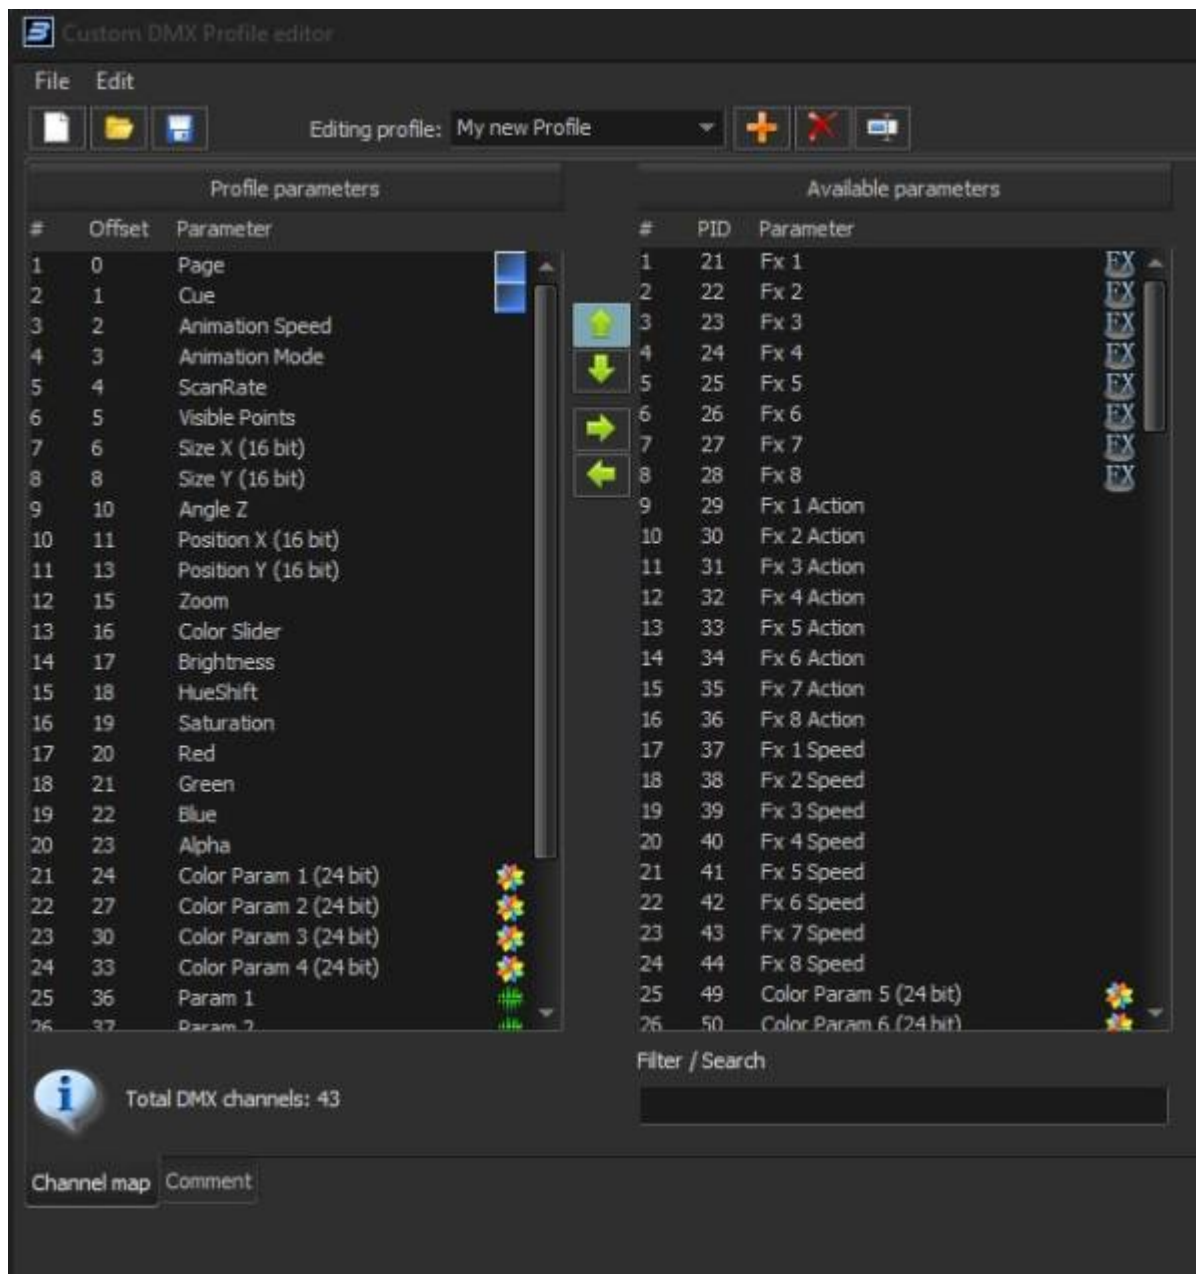 Custom DMX Profile editor
File Edit
Editing profile: My new Profile
Profile parameters
# Offset Parameter
1 0 Page
2 1 Cue
3 2 Animation Speed
4 3 Animation Mode
5 4 ScanRate
6 5 Visible Points
7 6 Size X (16 bit)
8 8 Size Y (16 bit)
9 10 Angle Z
10 11 Position X (16 bit)
11 13 Position Y (16 bit)
12 15 Zoom
13 16 Color Slider
14 17 Brightness
15 18 HueShift
16 19 Saturation
17 20 Red
18 21 Green
19 22 Blue
20 23 Alpha
21 24 Color Param 1 (24 bit)
22 27 Color Param 2 (24 bit)
23 30 Color Param 3 (24 bit)
24 33 Color Param 4 (24 bit)
25 36 Param 1
26 37 Param 2
Total DMX channels: 43
Available parameters
# PID Parameter
1 21 Fx 1 FX
2 22 Fx 2 FX
3 23 Fx 3 FX
4 24 Fx 4 FX
5 25 Fx 5 FX
6 26 Fx 6 FX
7 27 Fx 7 FX
8 28 Fx 8 FX
9 29 Fx 1 Action
10 30 Fx 2 Action
11 31 Fx 3 Action
12 32 Fx 4 Action
13 33 Fx 5 Action
14 34 Fx 6 Action
15 35 Fx 7 Action
16 36 Fx 8 Action
17 37 Fx 1 Speed
18 38 Fx 2 Speed
19 39 Fx 3 Speed
20 40 Fx 4 Speed
21 41 Fx 5 Speed
22 42 Fx 6 Speed
23 43 Fx 7 Speed
24 44 Fx 8 Speed
25 49 Color Param 5 (24 bit)
26 50 Color Param 6 (24 bit)
Filter / Search
Channel map Comment